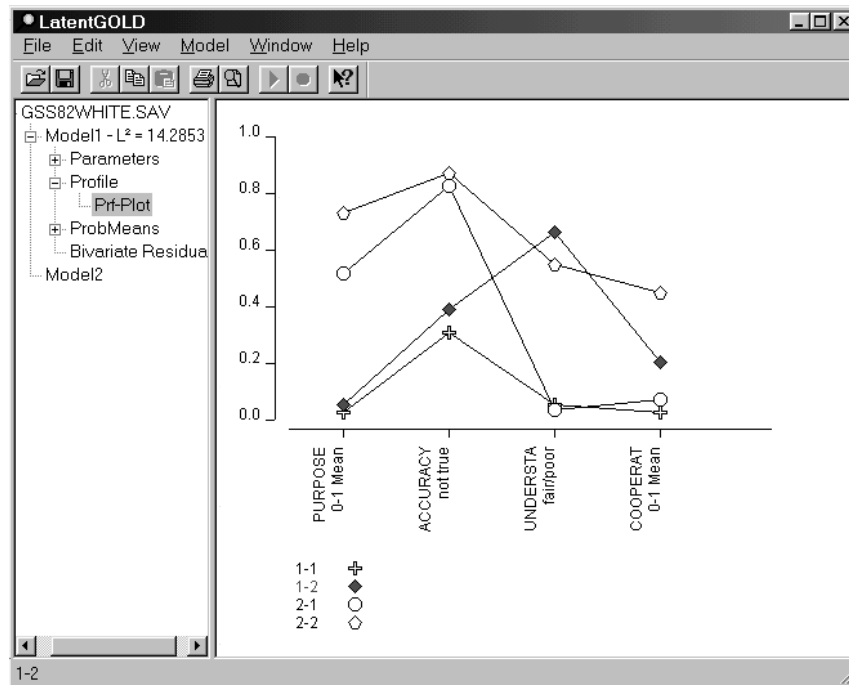 LatentGOLD
File Edit View Model Window Help
GSS82WHITE.SAV
Model1 - L² = 14.2853
Parameters
Profile
Prf-Plot
ProbMeans
Bivariate Residua
Model2
1.0
0.8
0.6
0.4
0.2
0.0
PURPOSE
0-1 Mean
ACCURACY
not true
UNDERSTA
fair/poor
COOPERAT
0-1 Mean
1-1
1-2
2-1
2-2
1-2